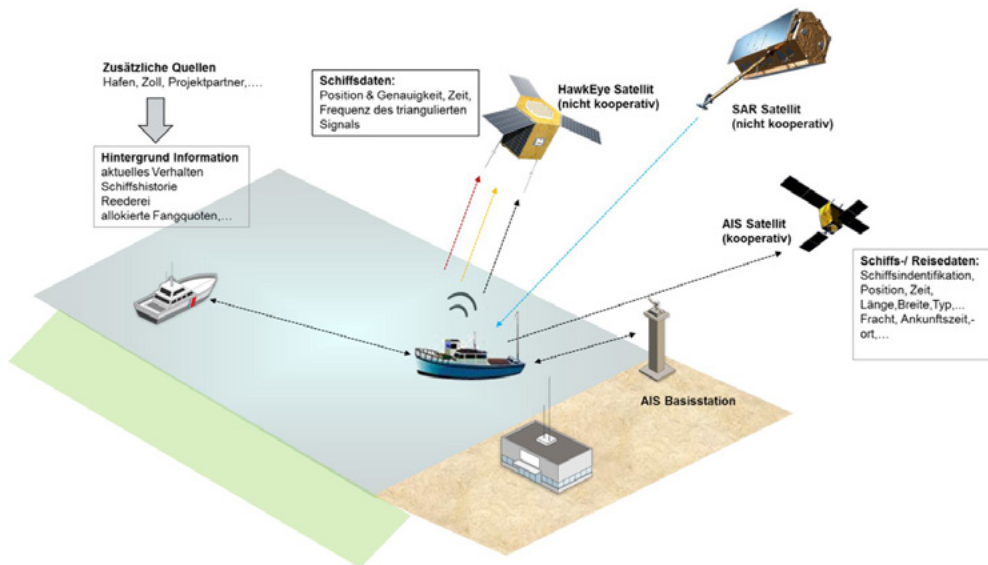 Zusätzliche Quellen
Hafen, Zoll, Projektpartner,....
Hintergrund Information
aktuelles Verhalten
Schiffshistorie
Reederei
allokierte Fangquoten,...
Schiffsdaten:
Position & Genauigkeit, Zeit,
Frequenz des triangulierten
Signals
HawkEye Satellit
(nicht kooperativ)
SAR Satellit
(nicht kooperativ)
AIS Satellit
(kooperativ)
Schiffs-/ Reisedaten:
Schiffsindentifikation,
Position, Zeit,
Länge,Breite,Typ,...
Fracht, Ankunftszeit,-
ort,...
AIS Basisstation